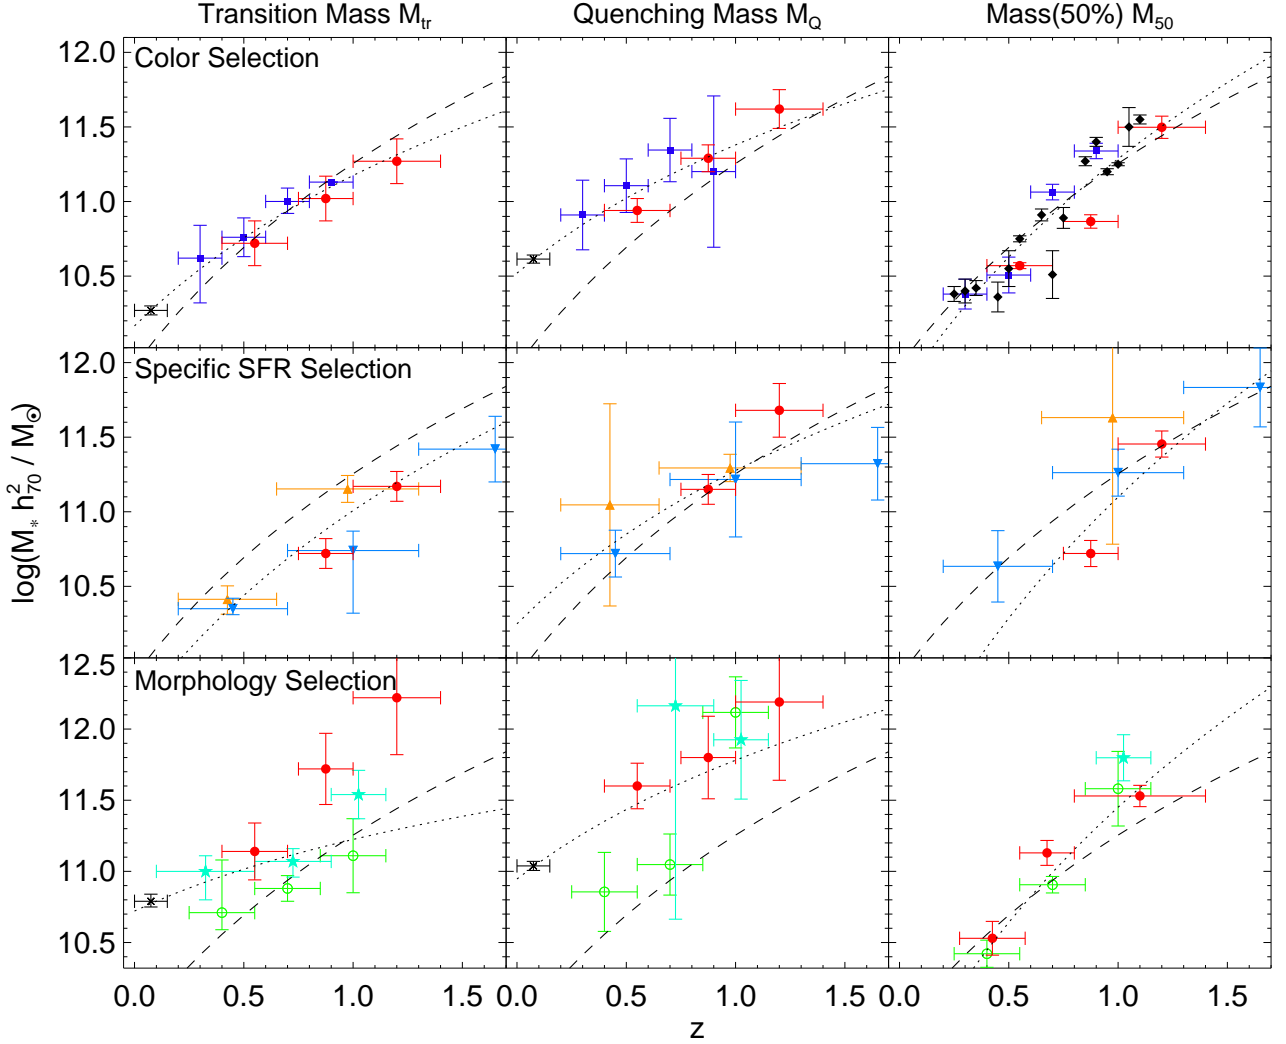 Transition Mass M_tr Quenching Mass M_Q Mass(50%) M_50
Color Selection
12.0
11.5
11.0
10.5
Specific SFR Selection
12.0
11.5
11.0
10.5
log(M_* h_70^2 / M_☉)
Morphology Selection
12.5
12.0
11.5
11.0
10.5
0.0 0.5 1.0 1.5 0.0 0.5 1.0 1.5 0.0 0.5 1.0 1.5
z